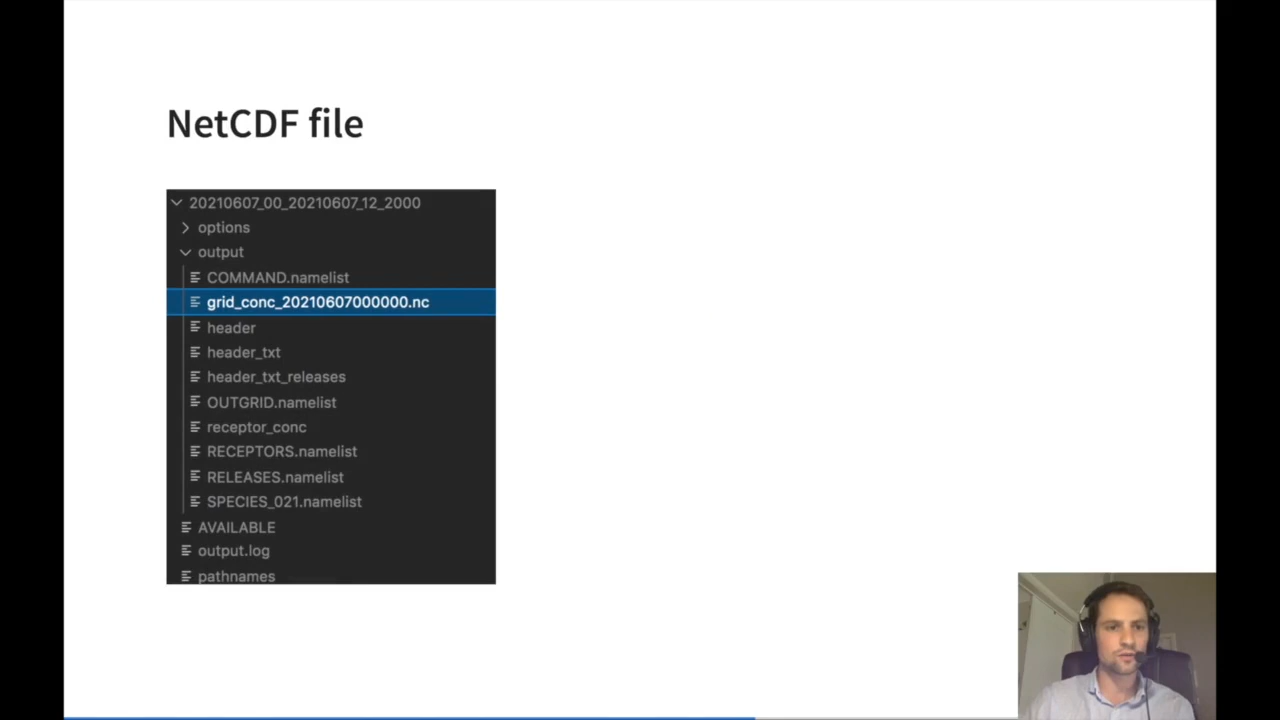 NetCDF file
20210607_00_20210607_12_2000
options
output
COMMAND.namelist
grid_conc_20210607000000.nc
header
header_txt
header_txt_releases
OUTGRID.namelist
receptor_conc
RECEPTORS.namelist
RELEASES.namelist
SPECIES_021.namelist
AVAILABLE
output.log
pathnames